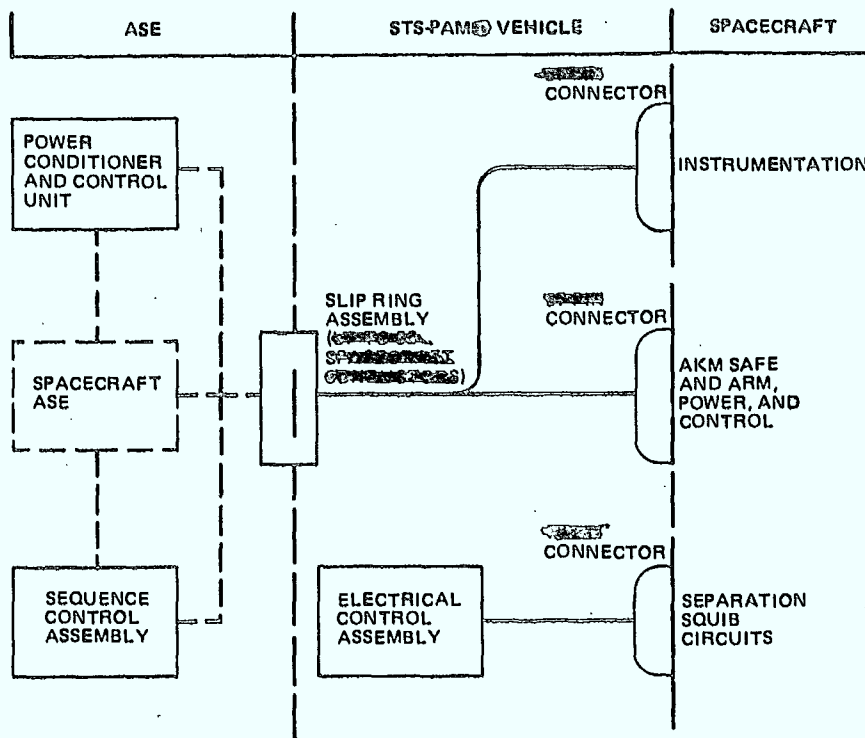 ASE
STS-PAM VEHICLE
SPACECRAFT
POWER
CONDITIONER
AND CONTROL
UNIT
SPACECRAFT
ASE
SEQUENCE
CONTROL
ASSEMBLY
SLIP RING
ASSEMBLY
ELECTRICAL
CONTROL
ASSEMBLY
CONNECTOR
INSTRUMENTATION
CONNECTOR
AKM SAFE
AND ARM,
POWER, AND
CONTROL
CONNECTOR
SEPARATION
SQUIB
CIRCUITS